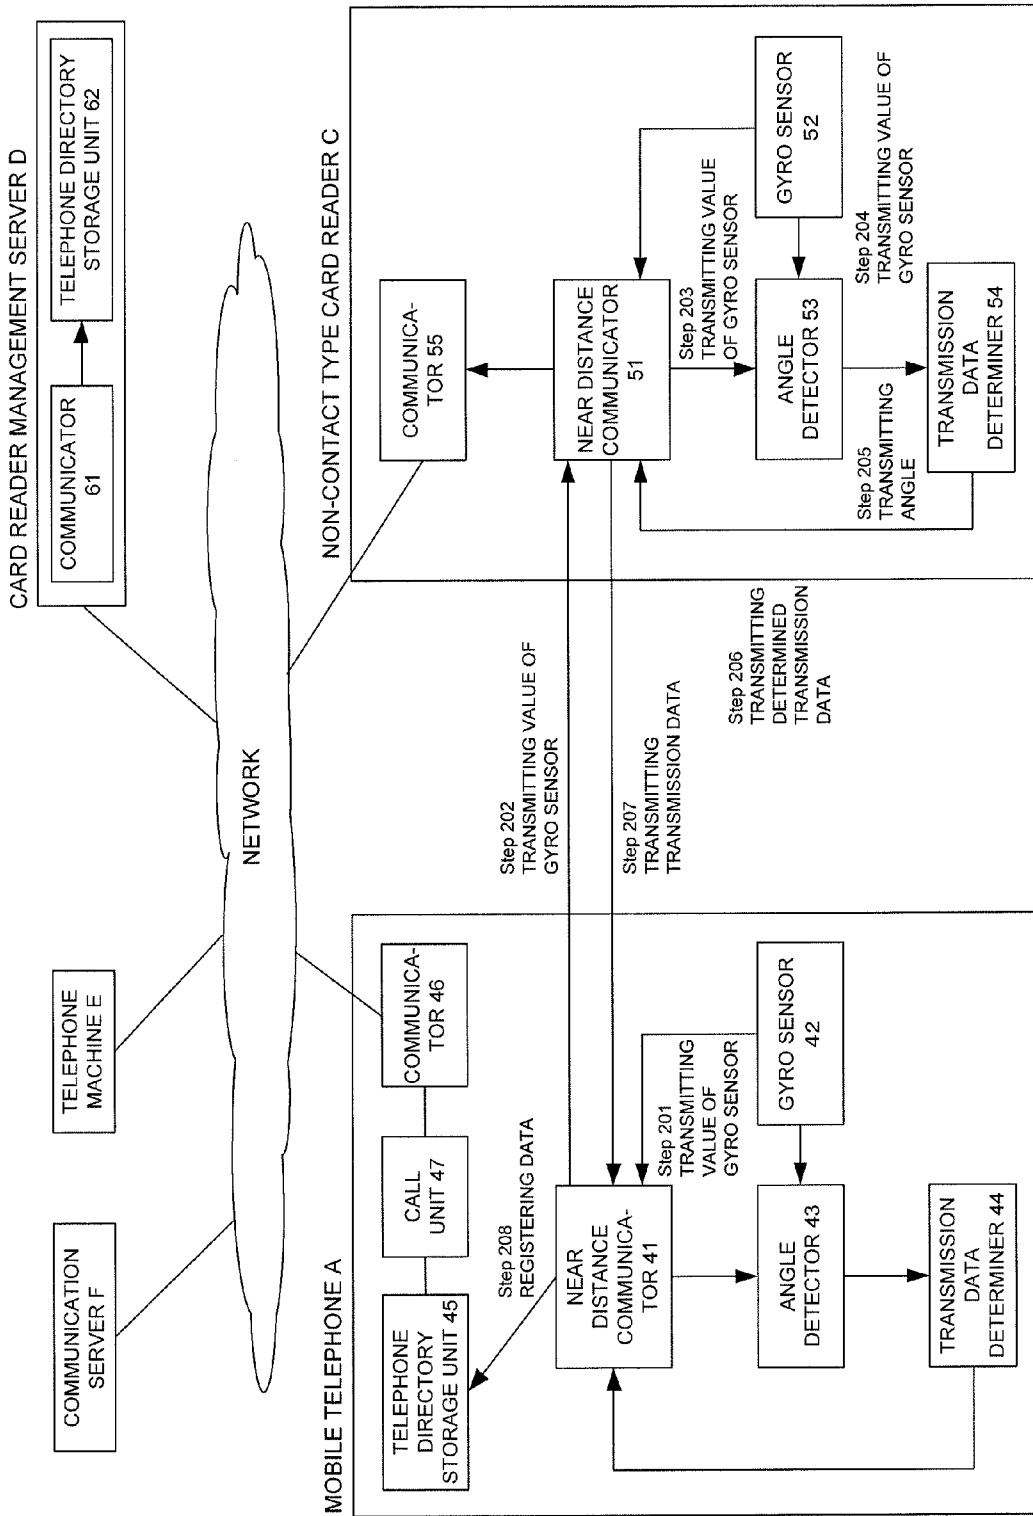 COMMUNICATION
SERVER F
TELEPHONE
MACHINE E
CARD READER MANAGEMENT SERVER D
COMMUNICATOR
61
TELEPHONE DIRECTORY
STORAGE UNIT 62
NETWORK
MOBILE TELEPHONE A
TELEPHONE
DIRECTORY
STORAGE UNIT 45
CALL
UNIT 47
COMMUNICA-
TOR 46
Step 208
REGISTERING DATA
NEAR
DISTANCE
COMMUNICA-
TOR 41
Step 201
TRANSMITTING
VALUE OF
GYRO SENSOR
GYRO SENSOR
42
ANGLE
DETECTOR 43
TRANSMISSION
DATA
DETERMINER 44
Step 202
TRANSMITTING VALUE OF
GYRO SENSOR
Step 207
TRANSMITTING
TRANSMISSION DATA
Step 206
TRANSMITTING
DETERMINED
TRANSMISSION
DATA
NON-CONTACT TYPE CARD READER C
COMMUNICA-
TOR 55
NEAR DISTANCE
COMMUNICATOR
51
Step 203
TRANSMITTING VALUE
OF GYRO SENSOR
GYRO SENSOR
52
ANGLE
DETECTOR 53
Step 204
TRANSMITTING VALUE OF
GYRO SENSOR
Step 205
TRANSMITTING
ANGLE
TRANSMISSION
DATA
DETERMINER 54